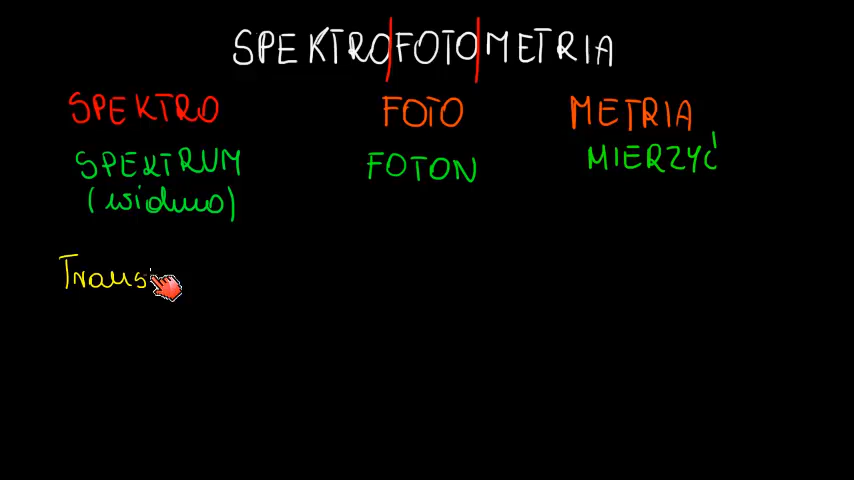 SPEKTROFOTOMETRIA
SPEKTRO FOTO METRIA
SPEKTRUM FOTON MIERZYĆ
(widmo)
Trans